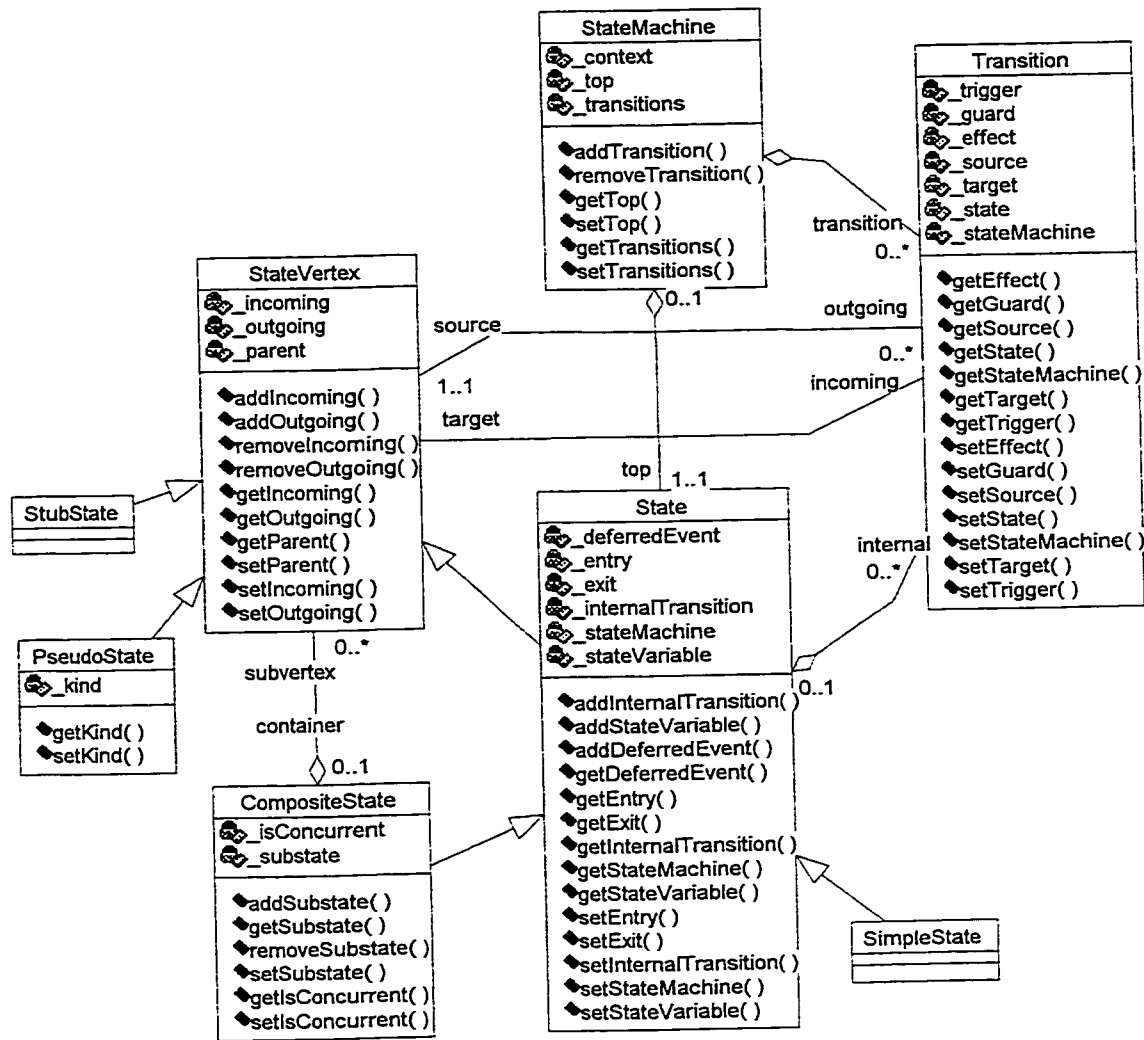 StateMachine
_context
_top
_transitions
addTransition( )
removeTransition( )
getTop( )
setTop( )
getTransitions( )
setTransitions( )
0..1
Transition
_trigger
_guard
_effect
_source
_target
_state
_stateMachine
getEffect( )
getGuard( )
getSource( )
getState( )
getStateMachine( )
getTarget( )
getTrigger( )
setEffect( )
setGuard( )
setSource( )
setState( )
setStateMachine( )
setTarget( )
setTrigger( )
transition
0..*
StateVertex
_incoming
_outgoing
_parent
addIncoming( )
addOutgoing( )
removeIncoming( )
removeOutgoing( )
getIncoming( )
getOutgoing( )
getParent( )
setParent( )
setIncoming( )
setOutgoing( )
source
outgoing
0..*
1..1
target
incoming
top
1..1
StubState
PseudoState
_kind
getKind( )
setKind( )
0..*
subvertex
container
0..1
State
_deferredEvent
_entry
_exit
_internalTransition
_stateMachine
_stateVariable
addInternalTransition( )
addStateVariable( )
addDeferredEvent( )
getDeferredEvent( )
getEntry( )
getExit( )
getInternalTransition( )
getStateMachine( )
getStateVariable( )
setEntry( )
setExit( )
setInternalTransition( )
setStateMachine( )
setStateVariable( )
internal
0..*
0..1
CompositeState
_isConcurrent
_substate
addSubstate( )
getSubstate( )
removeSubstate( )
setSubstate( )
getIsConcurrent( )
setIsConcurrent( )
SimpleState